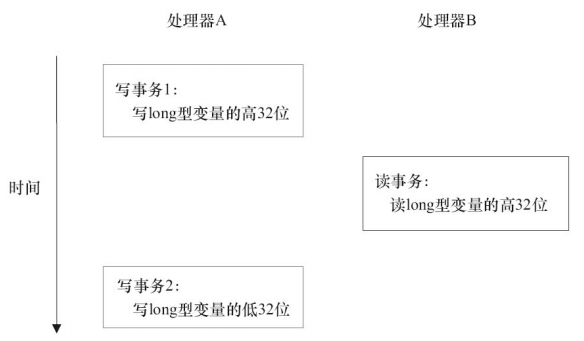 处理器A
处理器B
写事务1：
写long型变量的高32位
读事务：
读long型变量的高32位
时间
写事务2：
写long型变量的低32位